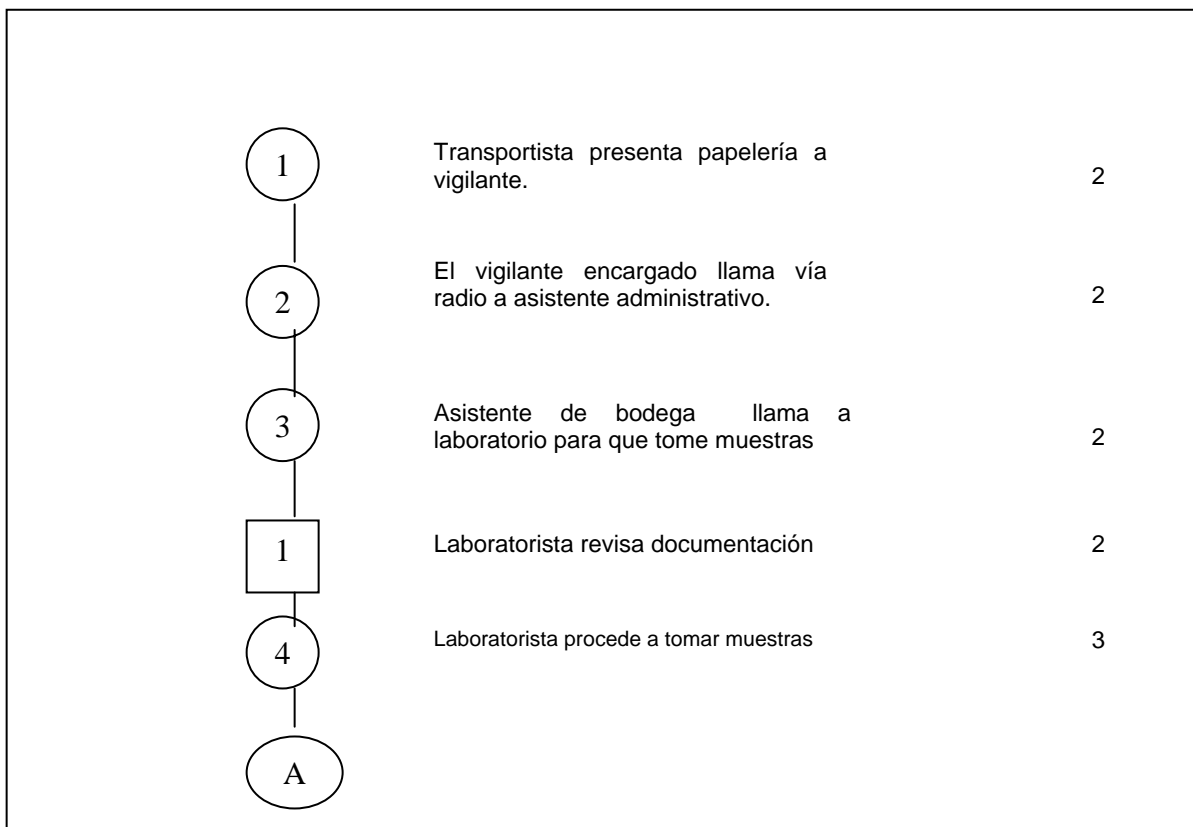 1
Transportista presenta papelería a
vigilante.
2
2
El vigilante encargado llama vía
radio a asistente administrativo.
2
3
Asistente de bodega llama a
laboratorio para que tome muestras
2
1
Laboratorista revisa documentación
2
4
Laboratorista procede a tomar muestras
3
A